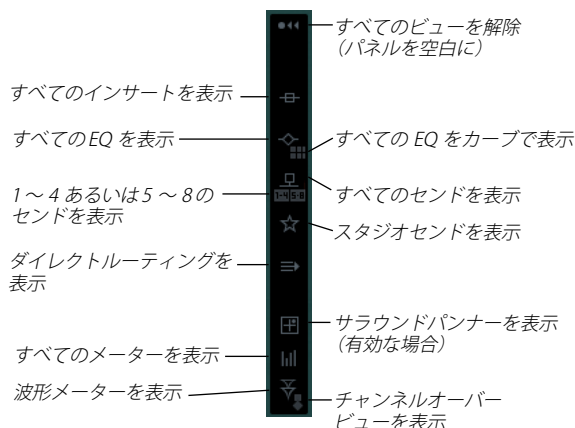 すべてのビューを解除
（パネルを空白に）
すべてのインサートを表示
すべてのEQ を表示
すべての EQ をカーブで表示
1～4 あるいは5 ～ 8の
センドを表示
1-4 5-8
すべてのセンドを表示
スタジオセンドを表示
ダイレクトルーティングを
表示
サラウンドパンナーを表示
（有効な場合）
すべてのメーターを表示
波形メーターを表示
チャンネルオーバー
ビューを表示